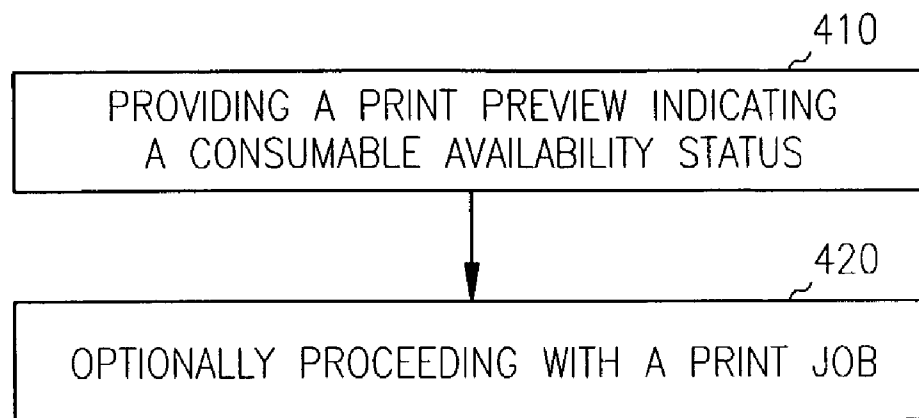 410
PROVIDING A PRINT PREVIEW INDICATING
A CONSUMABLE AVAILABILITY STATUS
420
OPTIONALLY PROCEEDING WITH A PRINT JOB